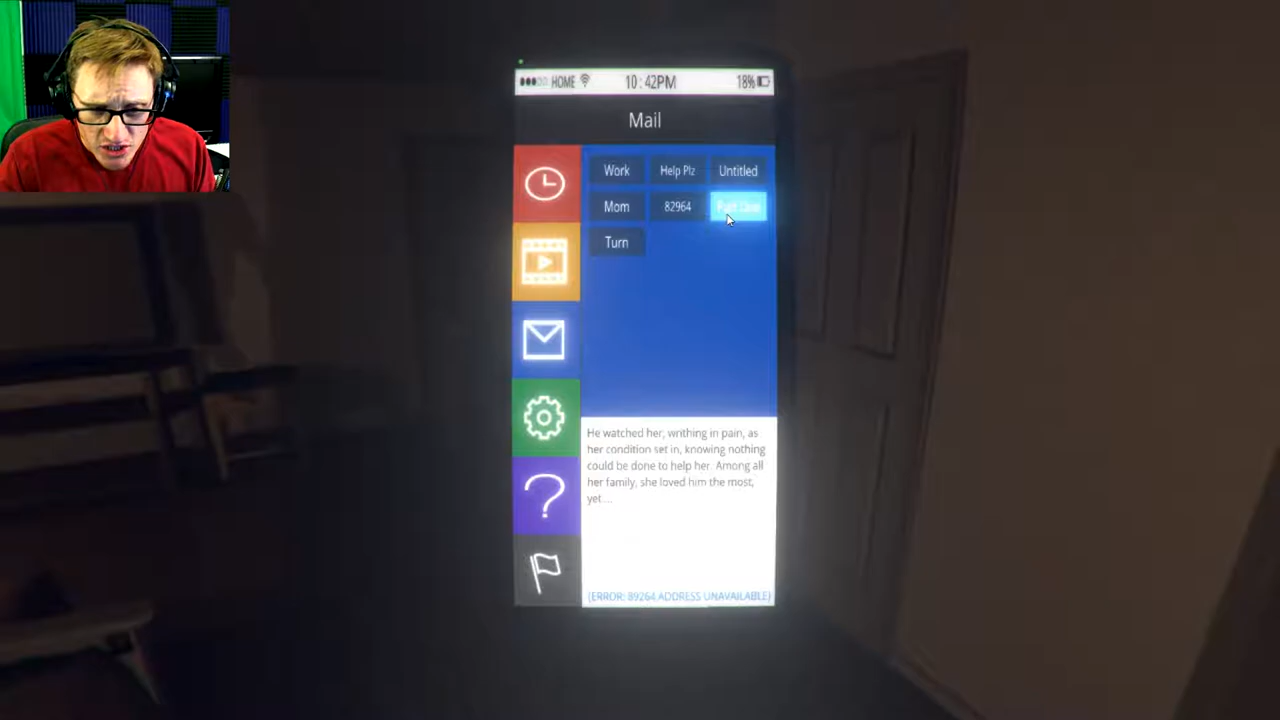 HOME 10:42PM 18%
Mail
Work Help Plz Untitled
Mom 82964
Turn
He watched her, writhing in pain, as
her condition set in, knowing nothing
could be done to help her. Among all
her family, she loved him the most,
yet....
(ERROR: 89264 ADDRESS UNAVAILABLE)